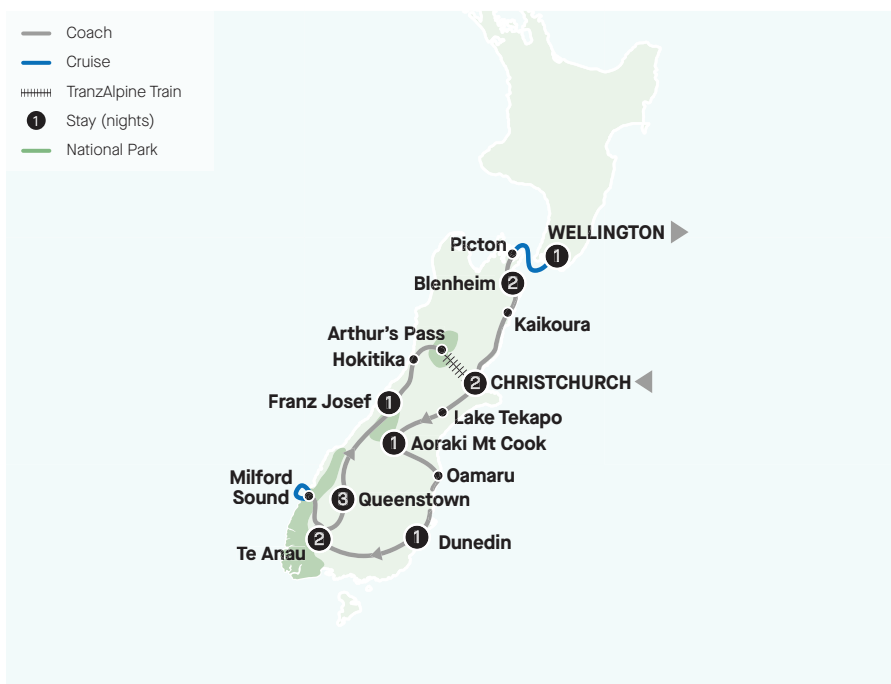 Coach
Cruise
TranzAlpine Train
1 Stay (nights)
National Park
WELLINGTON
1
Picton
Blenheim 2
Kaikoura
Arthur's Pass
Hokitika
2 CHRISTCHURCH
Franz Josef 1
Lake Tekapo
1 Aoraki Mt Cook
Milford
Sound
Oamaru
3 Queenstown
2
Te Anau
1 Dunedin